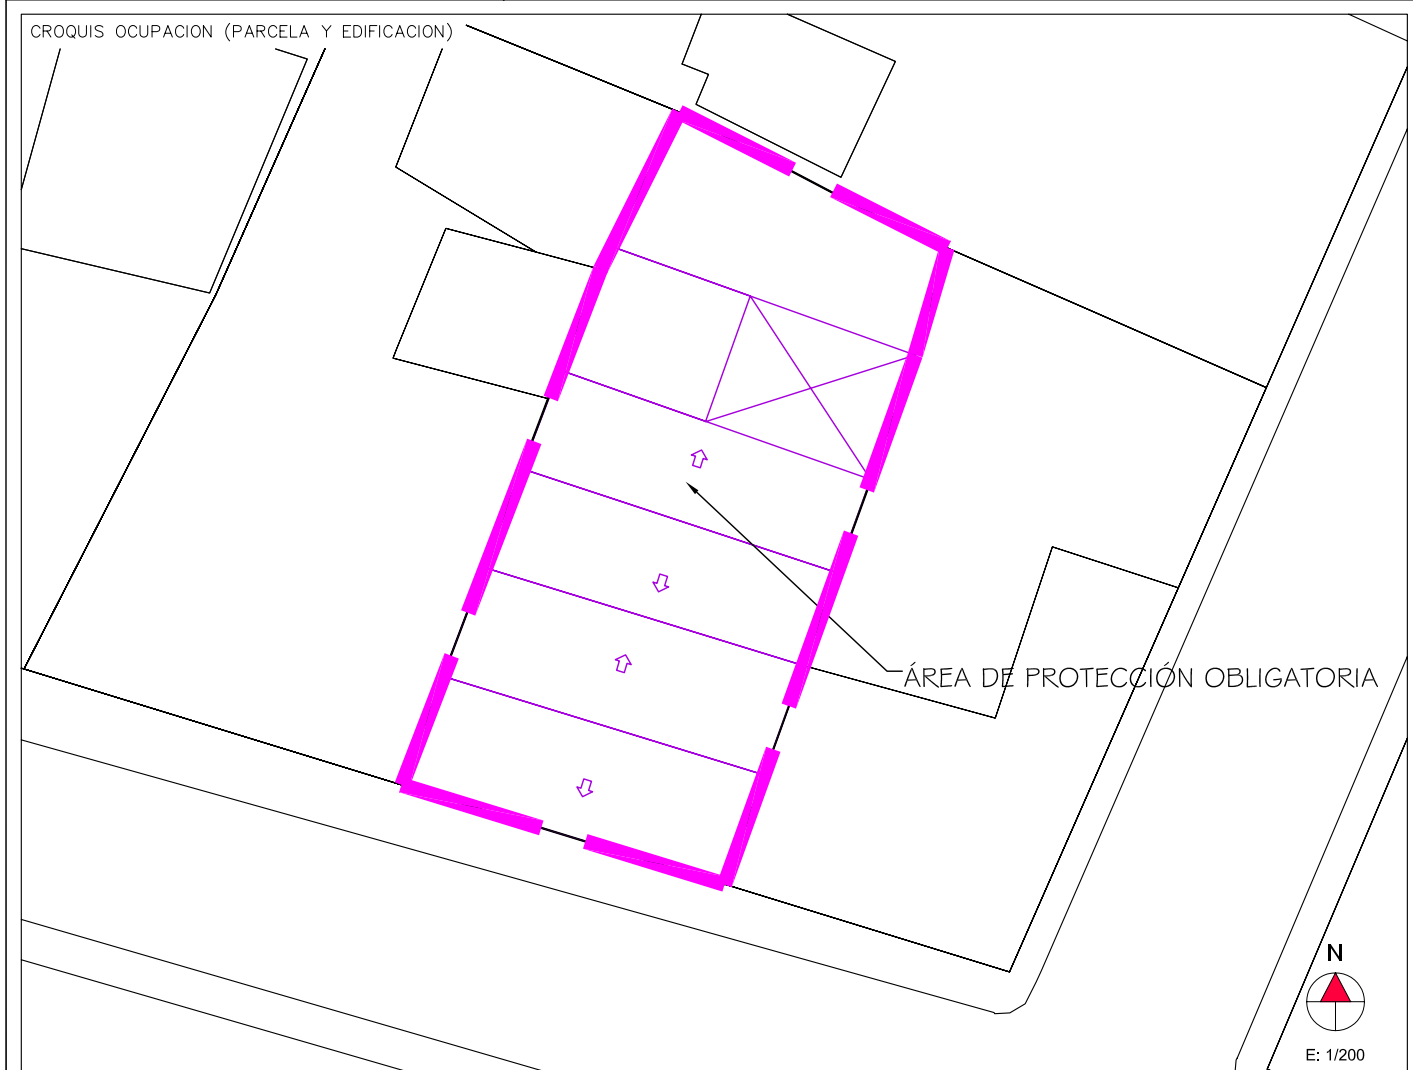 CROQUIS OCUPACION (PARCELA Y EDIFICACION)
ÁREA DE PROTECCIÓN OBLIGATORIA
N
E: 1/200